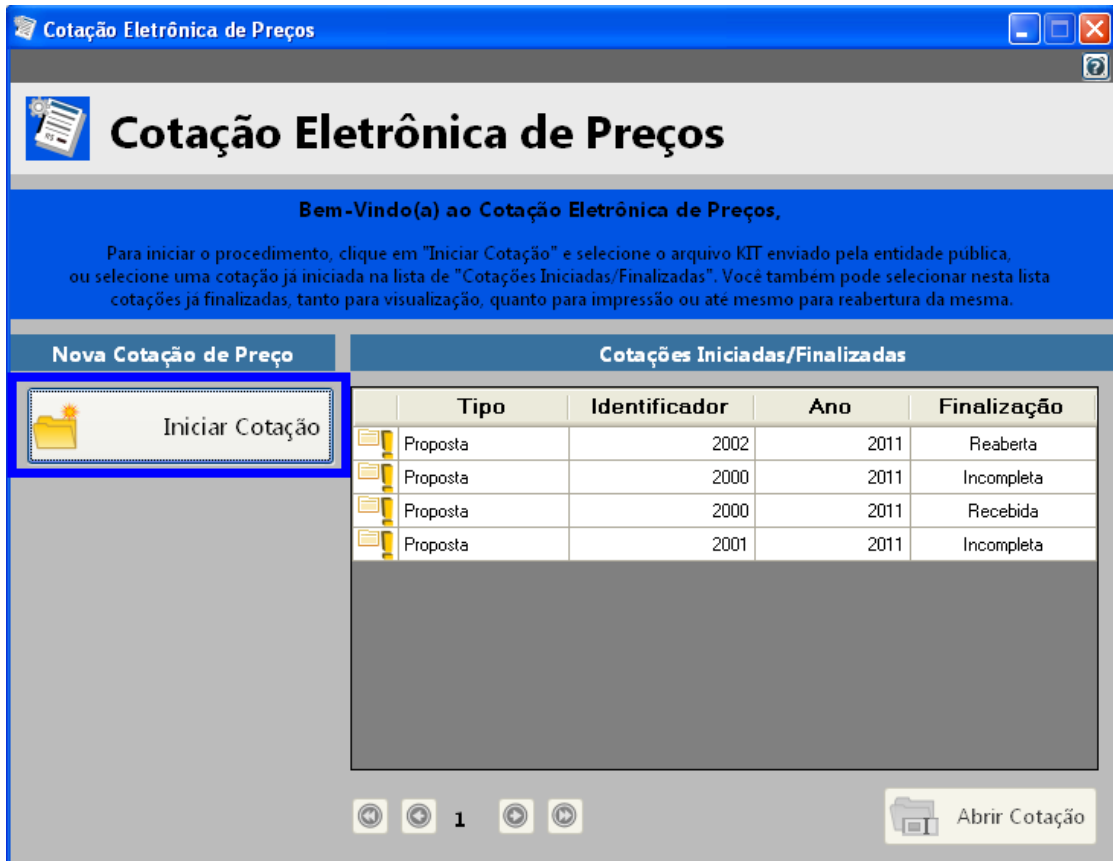 Cotação Eletrônica de Preços
Cotação Eletrônica de Preços
Bem-Vindo(a) ao Cotação Eletrônica de Preços,
Para iniciar o procedimento, clique em "Iniciar Cotação" e selecione o arquivo KIT enviado pela entidade pública,
ou selecione uma cotação já iniciada na lista de "Cotações Iniciadas/Finalizadas". Você também pode selecionar nesta lista
cotações já finalizadas, tanto para visualização, quanto para impressão ou até mesmo para reabertura da mesma.
Nova Cotação de Preço
Iniciar Cotação
Cotações Iniciadas/Finalizadas
Tipo Identificador Ano Finalização
Proposta 2002 2011 Reaberta
Proposta 2000 2011 Incompleta
Proposta 2000 2011 Recebida
Proposta 2001 2011 Incompleta
1
Abrir Cotação